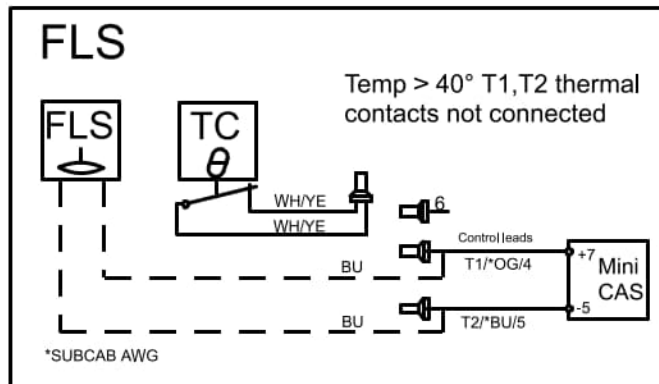 FLS
Temp > 40° T1,T2 thermal
contacts not connected
FLS
TC
WH/YE
WH/YE
6
Control leads
BU
T1/*OG/4
+7
Mini
CAS
BU
T2/*BU/5
-5
*SUBCAB AWG